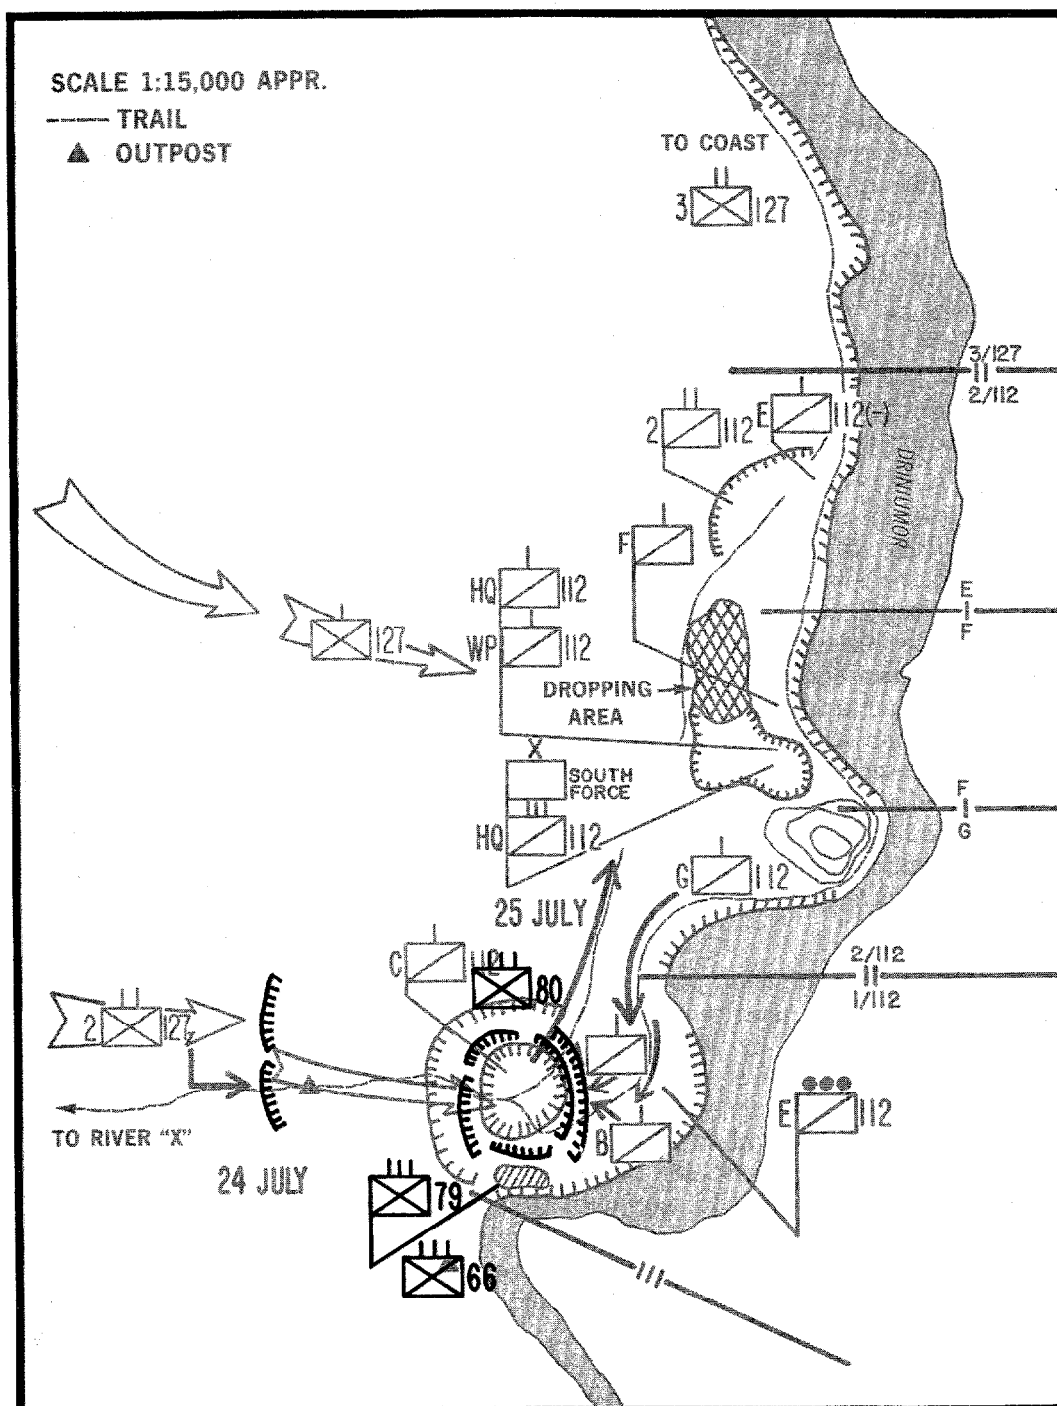 SCALE 1:15,000 APPR.
TRAIL
OUTPOST
TO COAST
3 127
3/127
2/112
2 112
E 112(-)
DRINIUMOR
F
HQ 112
E
F
127
WP 112
DROPPING
AREA
X
SOUTH
FORCE
HQ 112
F
G
G 112
25 JULY
2/112
1/112
C 112
80
2 127
E 112
TO RIVER "X"
B
24 JULY
79
66